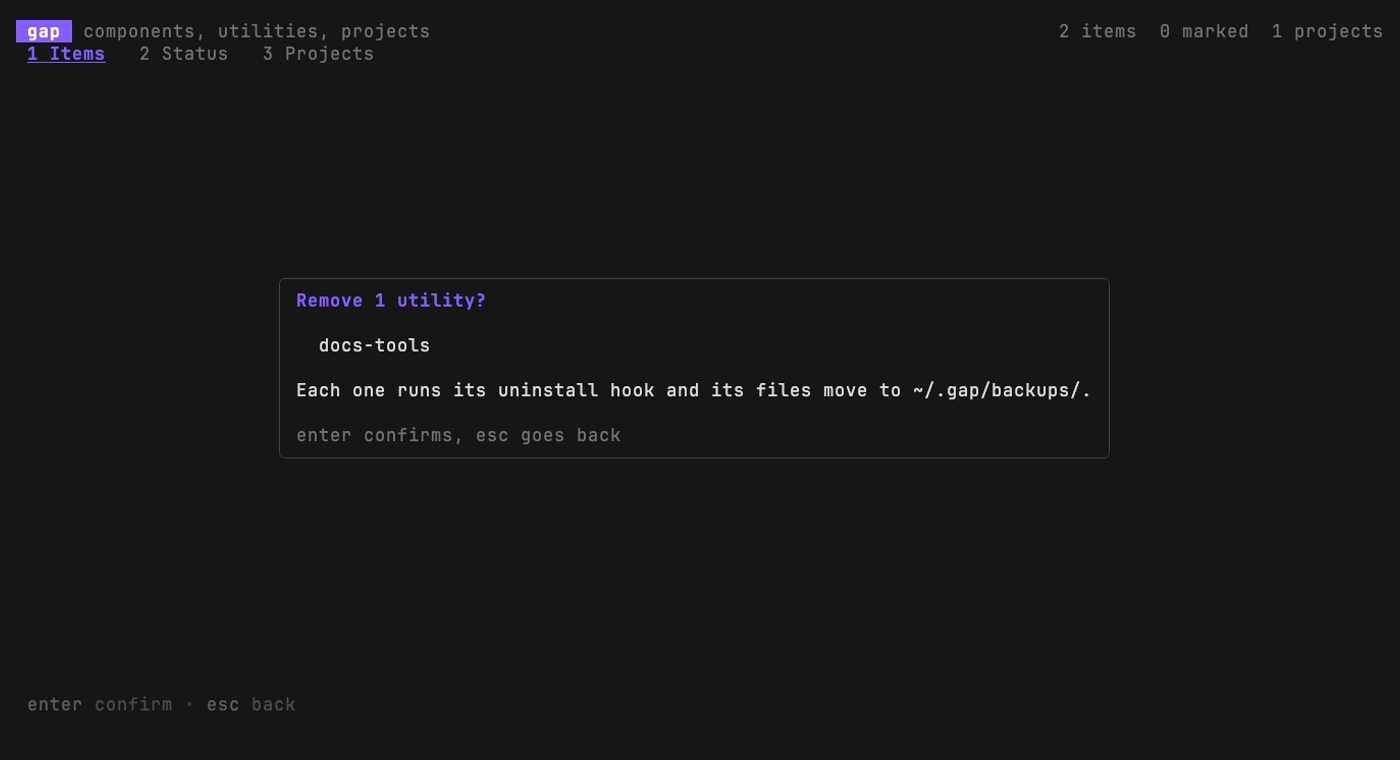 gap components, utilities, projects 2 items 0 marked 1 projects
1 Items 2 Status 3 Projects
Remove 1 utility?
docs-tools
Each one runs its uninstall hook and its files move to ~/.gap/backups/.
enter confirms, esc goes back
enter confirm • esc back